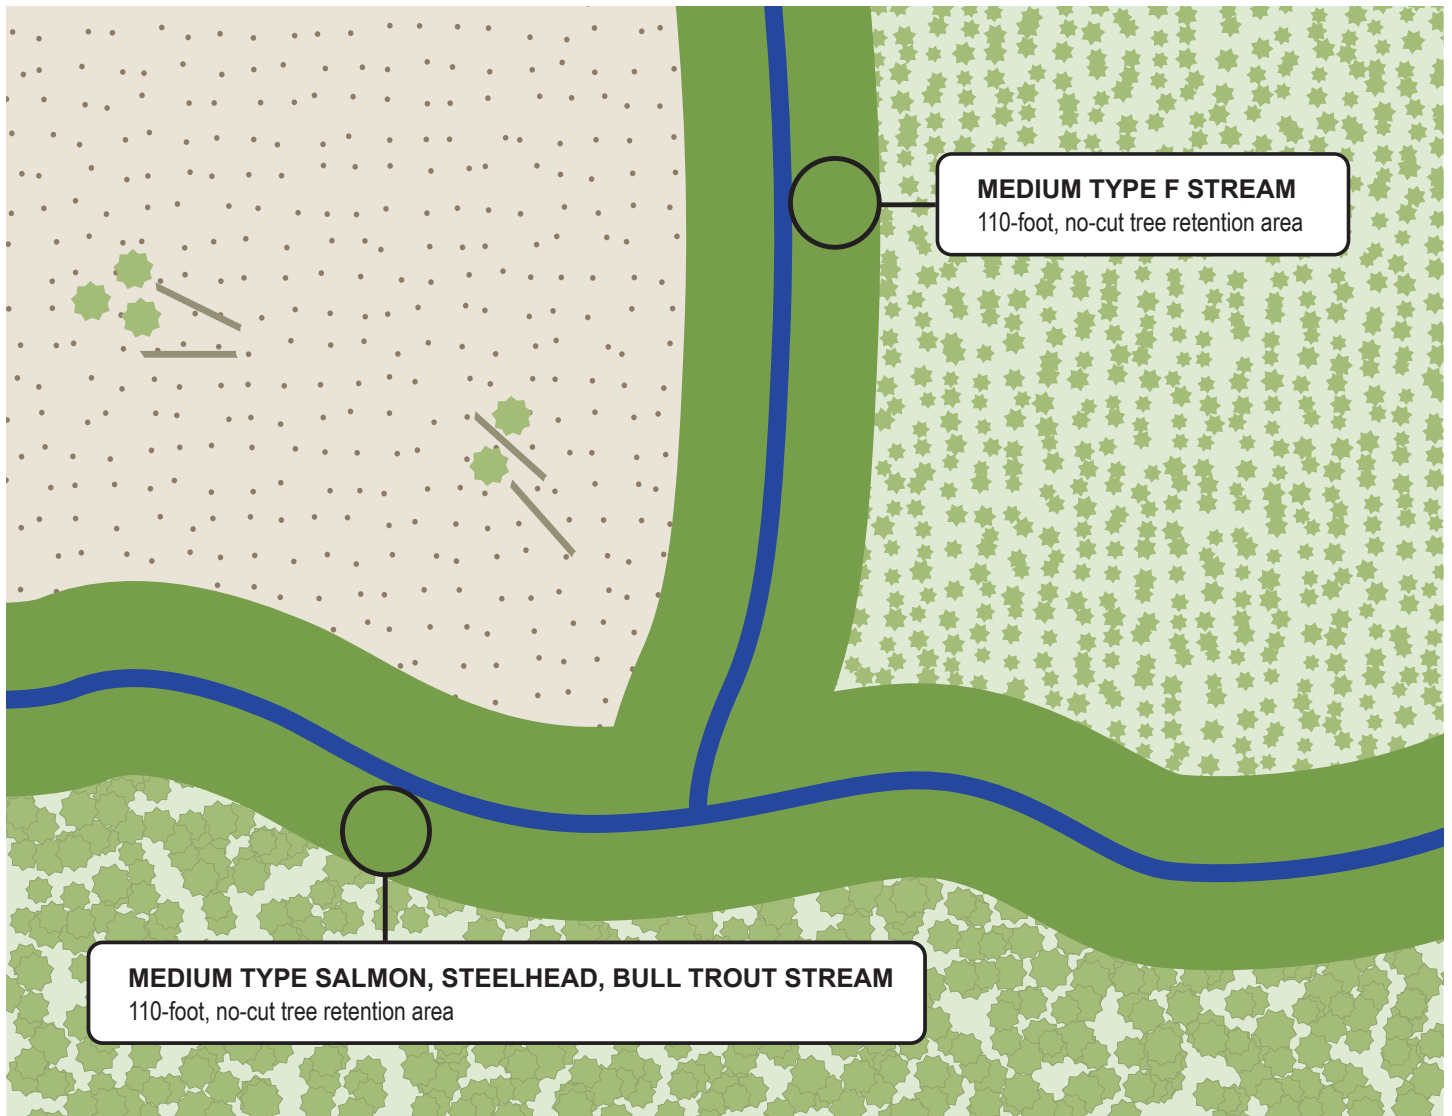 MEDIUM TYPE F STREAM
110-foot, no-cut tree retention area
MEDIUM TYPE SALMON, STEELHEAD, BULL TROUT STREAM
110-foot, no-cut tree retention area